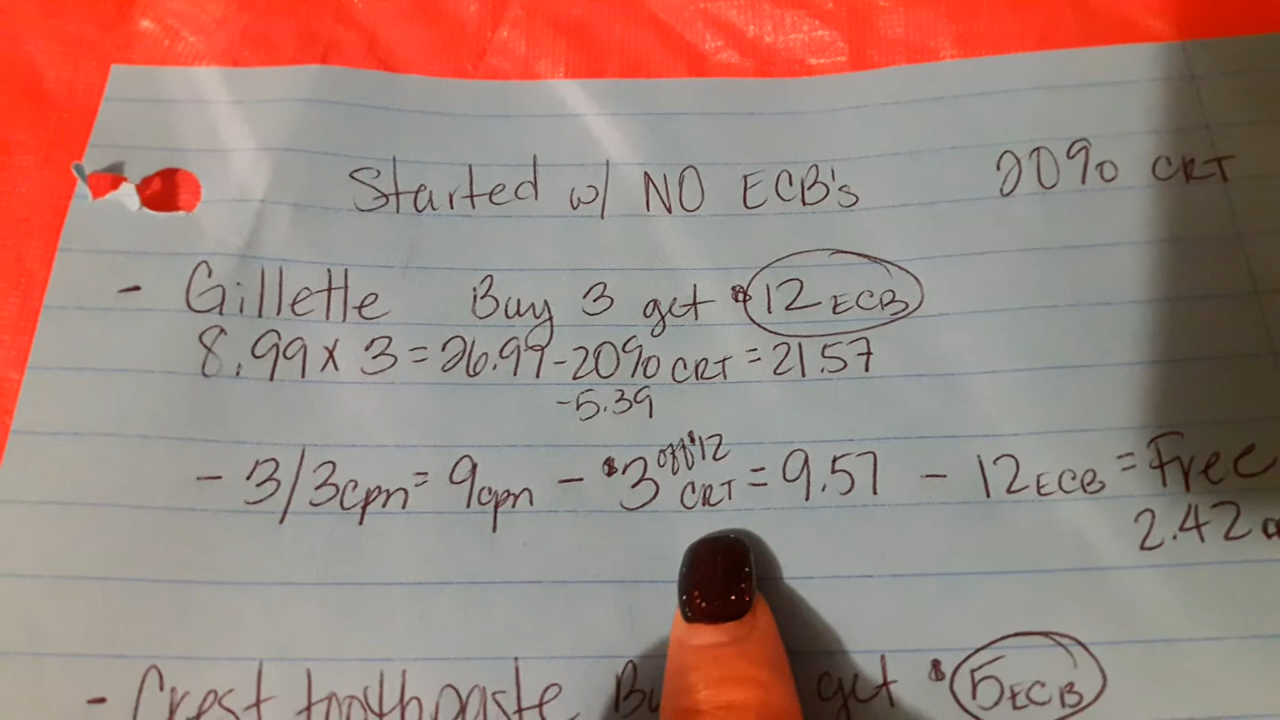 Started w/ NO ECB's 20% CRT
- Gillette Buy 3 get $12 ECB
8.99 x 3 = 26.99 - 20% CRT = 21.57
-5.39
- 3/3cpn = 9cpn - $3 off $12 CRT = 9.57 - 12 ECB = Free
2.42
- Crest toothpaste get $5 ECB